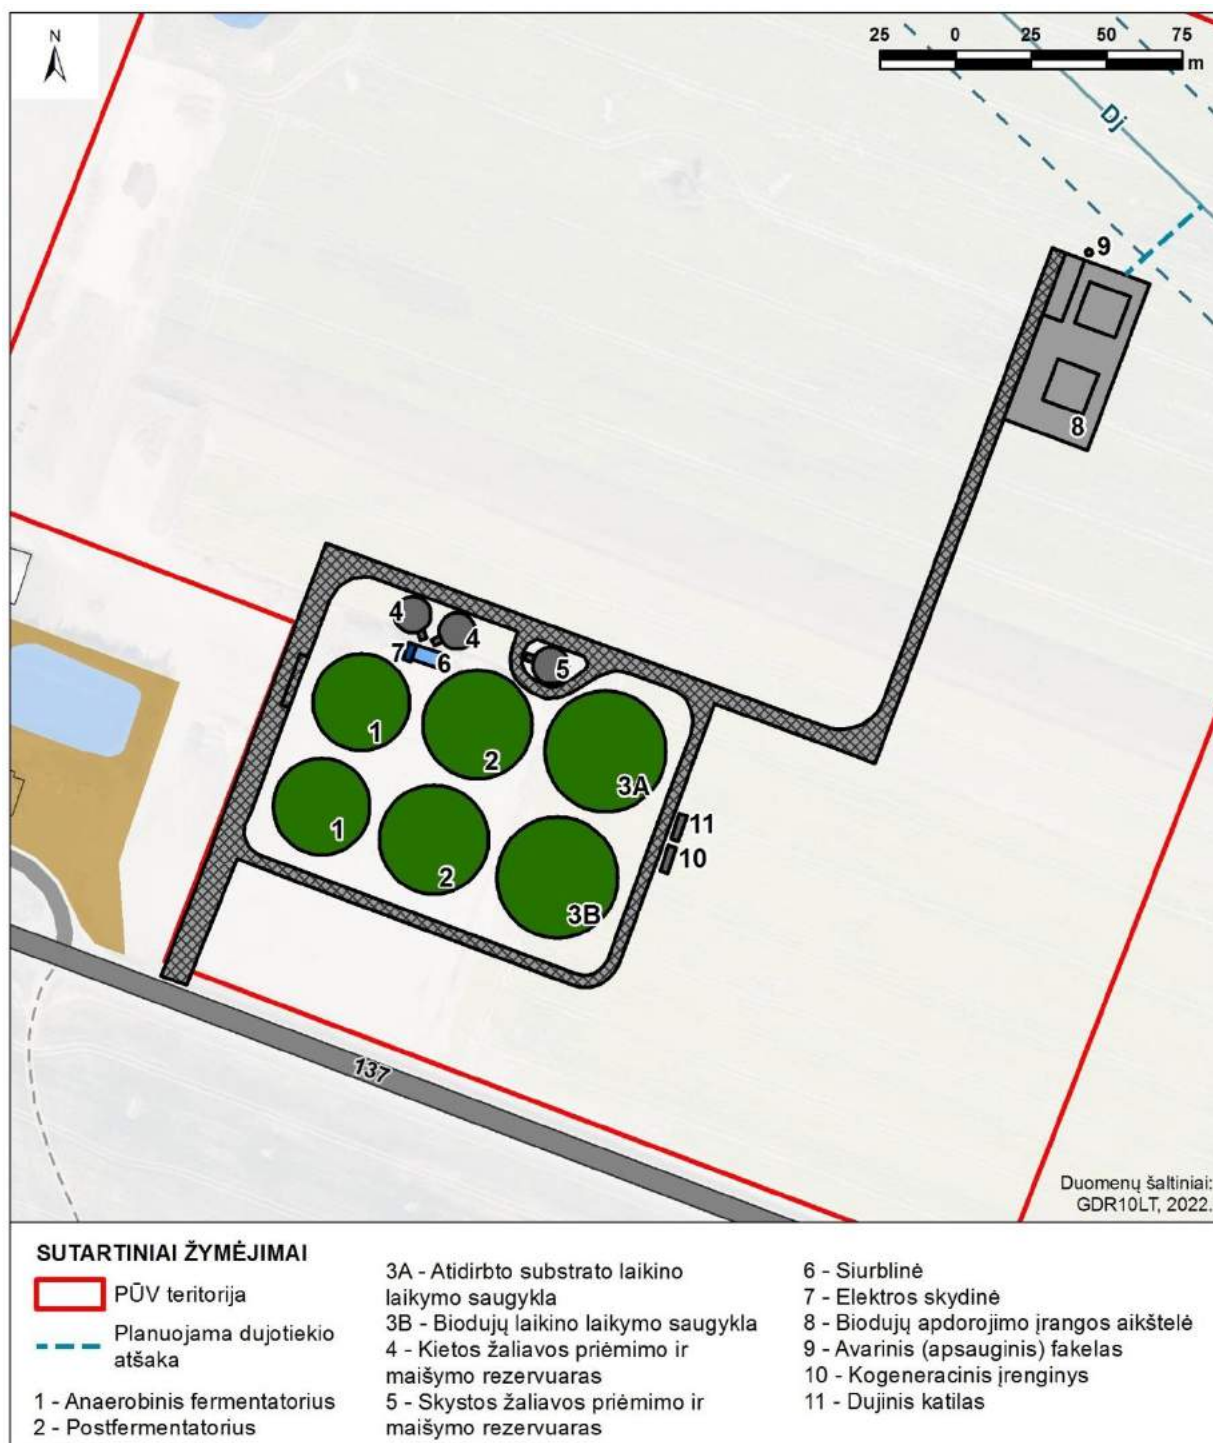 N
25 0 25 50 75
m
Dj
9
8
4
4
7
6
5
1
2
3A
11
1
10
2
3B
137
Duomenų šaltiniai:
GDR10LT, 2022.
SUTARTINIAI ŽYMĖJIMAI
PŪV teritorija
Planuojama dujotiekio
atšaka
1 - Anaerobinis fermentatorius
2 - Postfermentatorius
3A - Atidirbto substrato laikino
laikymo saugykla
3B - Biodujų laikino laikymo saugykla
4 - Kietos žaliavos priėmimo ir
maišymo rezervuaras
5 - Skystos žaliavos priėmimo ir
maišymo rezervuaras
6 - Siurblinė
7 - Elektros skydinė
8 - Biodujų apdorojimo įrangos aikštelė
9 - Avarinis (apsauginis) fakelas
10 - Kogeneracinis įrenginys
11 - Dujinis katilas